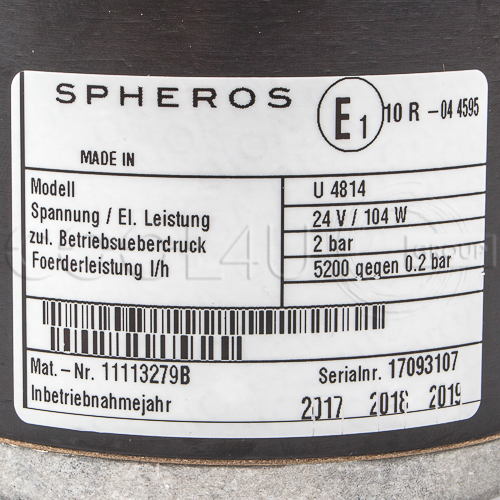 SPHEROS
E1 10 R -04 4595
MADE IN
Modell U 4814
Spannung / El. Leistung 24 V / 104 W
zul. Betriebsueberdruck 2 bar
Foerderleistung l/h 5200 gegen 0.2 bar
Mat.-Nr. 11113279B Serialnr. 17093107
Inbetriebnahmejahr 2017 2018 2019